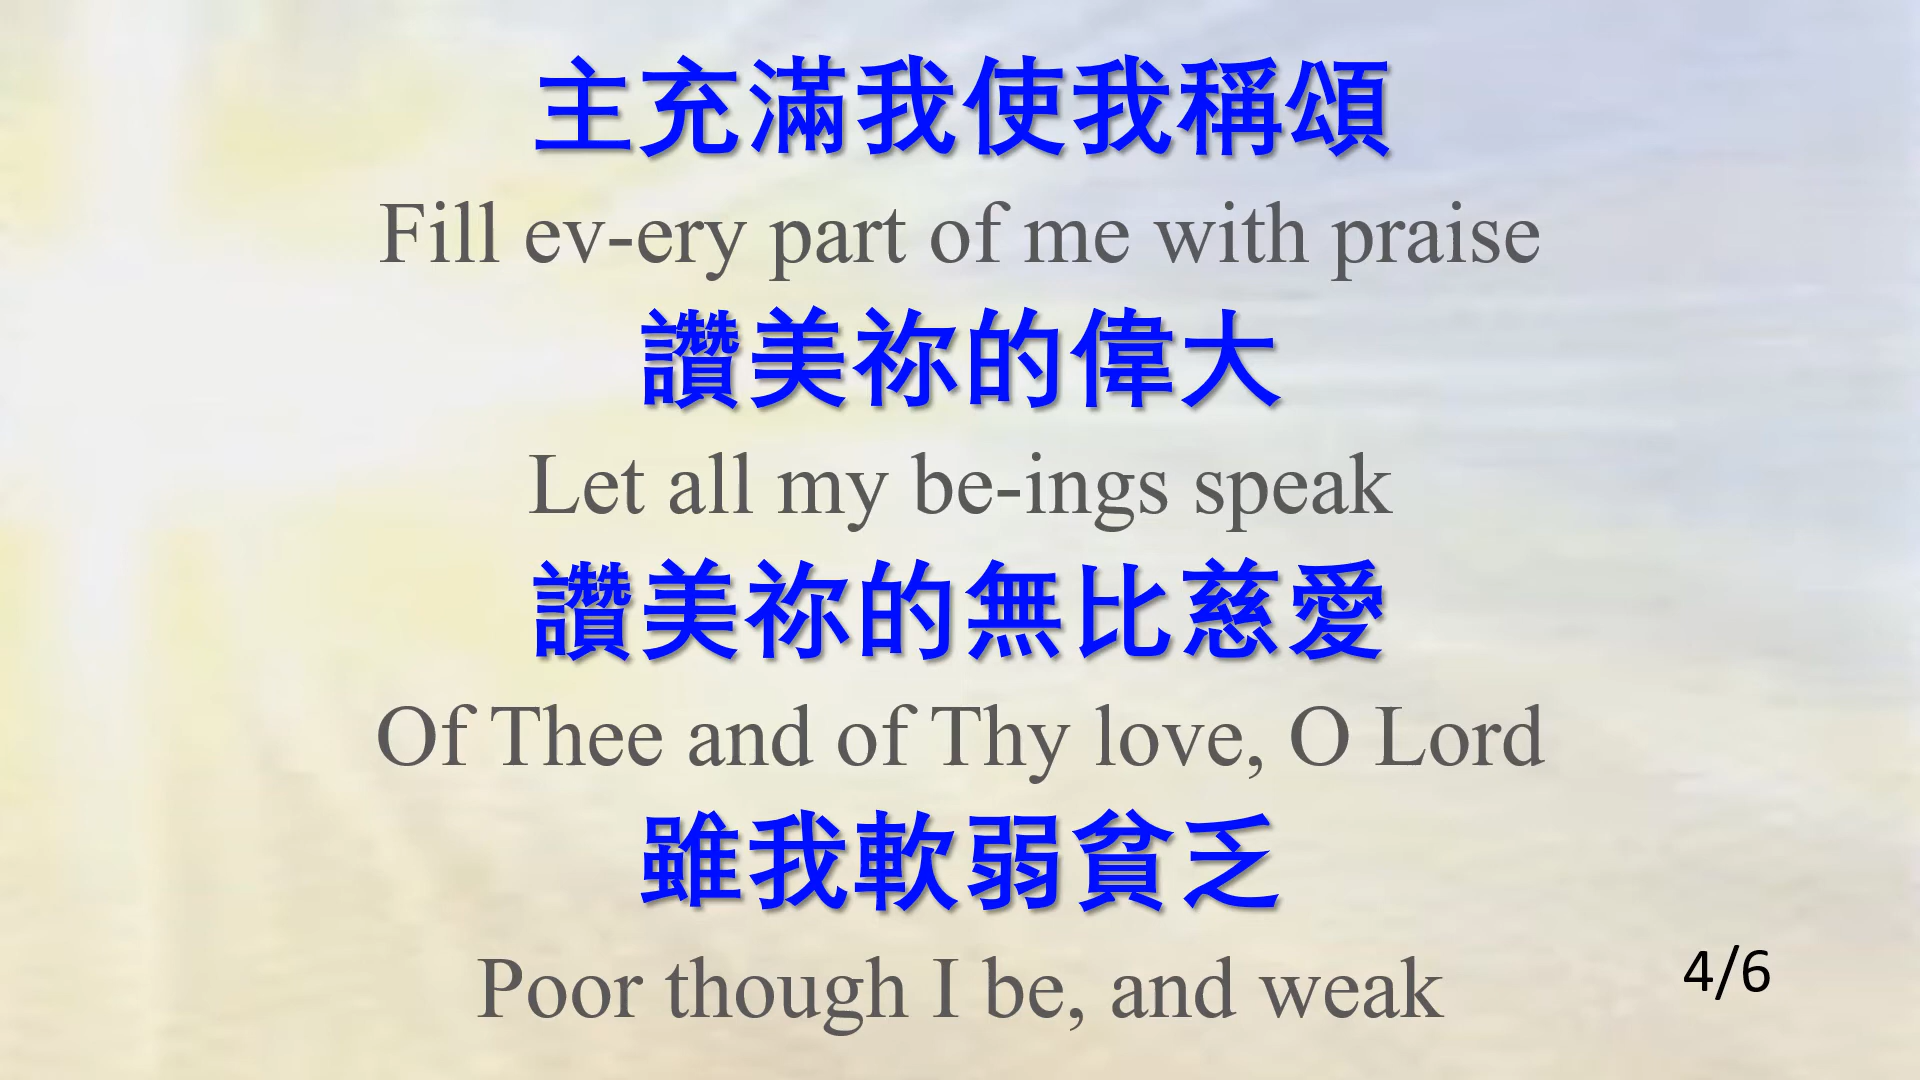 主充滿我使我稱頌
Fill ev-ery part of me with praise
讚美祢的偉大
Let all my be-ings speak
讚美祢的無比慈愛
Of Thee and of Thy love, O Lord
雖我軟弱貧乏
Poor though I be, and weak
4/6